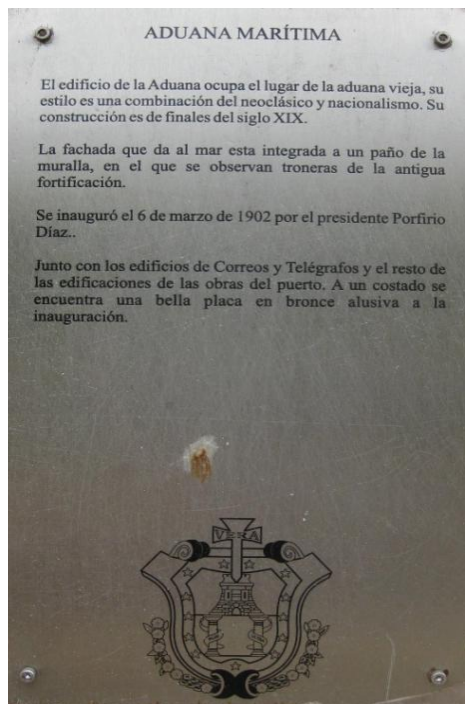 ADUANA MARÍTIMA
El edificio de la Aduana ocupa el lugar de la aduana vieja, su
estilo es una combinación del neoclásico y nacionalismo. Su
construcción es de finales del siglo XIX.
La fachada que da al mar esta integrada a un paño de la
muralla, en el que se observan troneras de la antigua
fortificación.
Se inauguró el 6 de marzo de 1902 por el presidente Porfirio
Díaz..
Junto con los edificios de Correos y Telégrafos y el resto de
las edificaciones de las obras del puerto. A un costado se
encuentra una bella placa en bronce alusiva a la
inauguración.